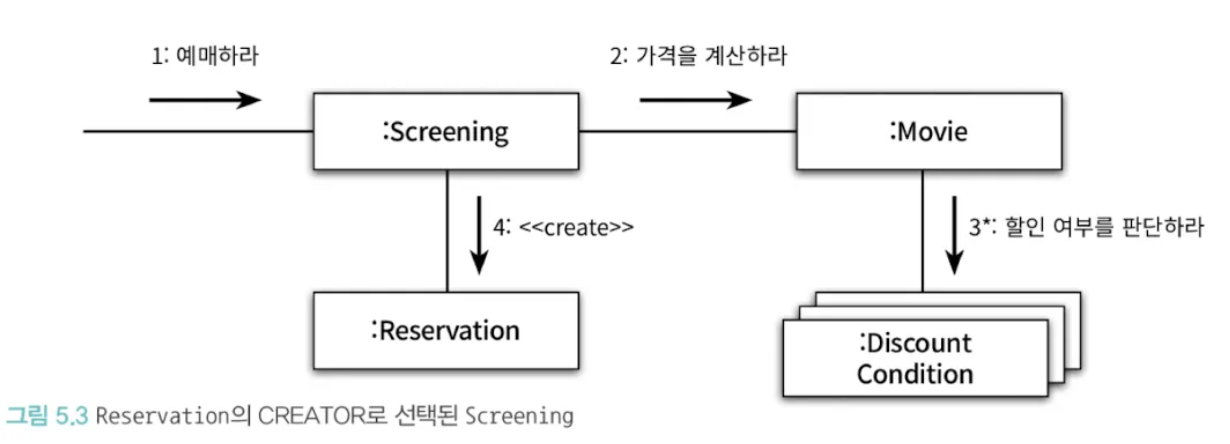 1: 예매하라
2: 가격을 계산하라
:Screening
:Movie
4: <<create>>
3*: 할인 여부를 판단하라
:Reservation
:Discount
Condition
그림 5.3 Reservation의 CREATOR로 선택된 Screening